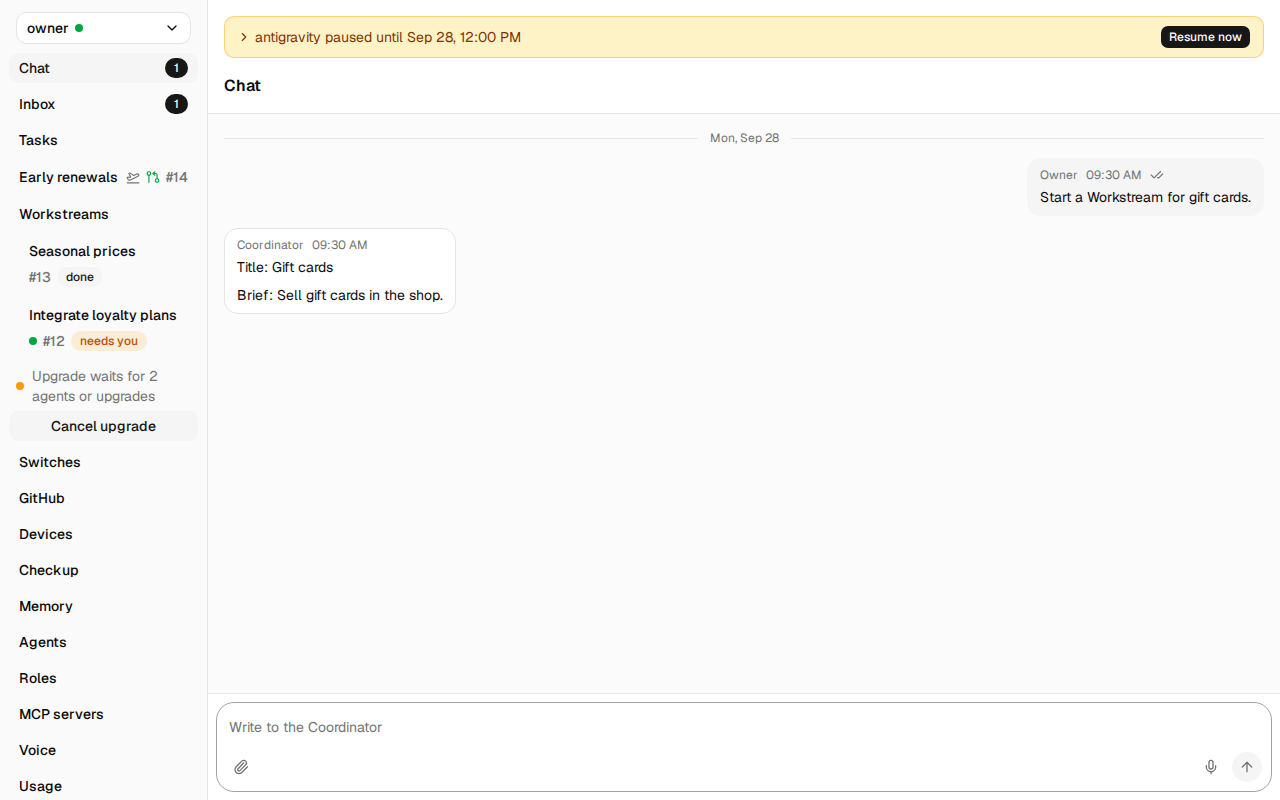 owner
Chat 1
Inbox 1
Tasks
Early renewals #14
Workstreams
Seasonal prices
#13 done
Integrate loyalty plans
#12 needs you
Upgrade waits for 2
agents or upgrades
Cancel upgrade
Switches
GitHub
Devices
Checkup
Memory
Agents
Roles
MCP servers
Voice
Usage
antigravity paused until Sep 28, 12:00 PM
Resume now
Chat
Mon, Sep 28
Owner 09:30 AM
Start a Workstream for gift cards.
Coordinator 09:30 AM
Title: Gift cards
Brief: Sell gift cards in the shop.
Write to the Coordinator